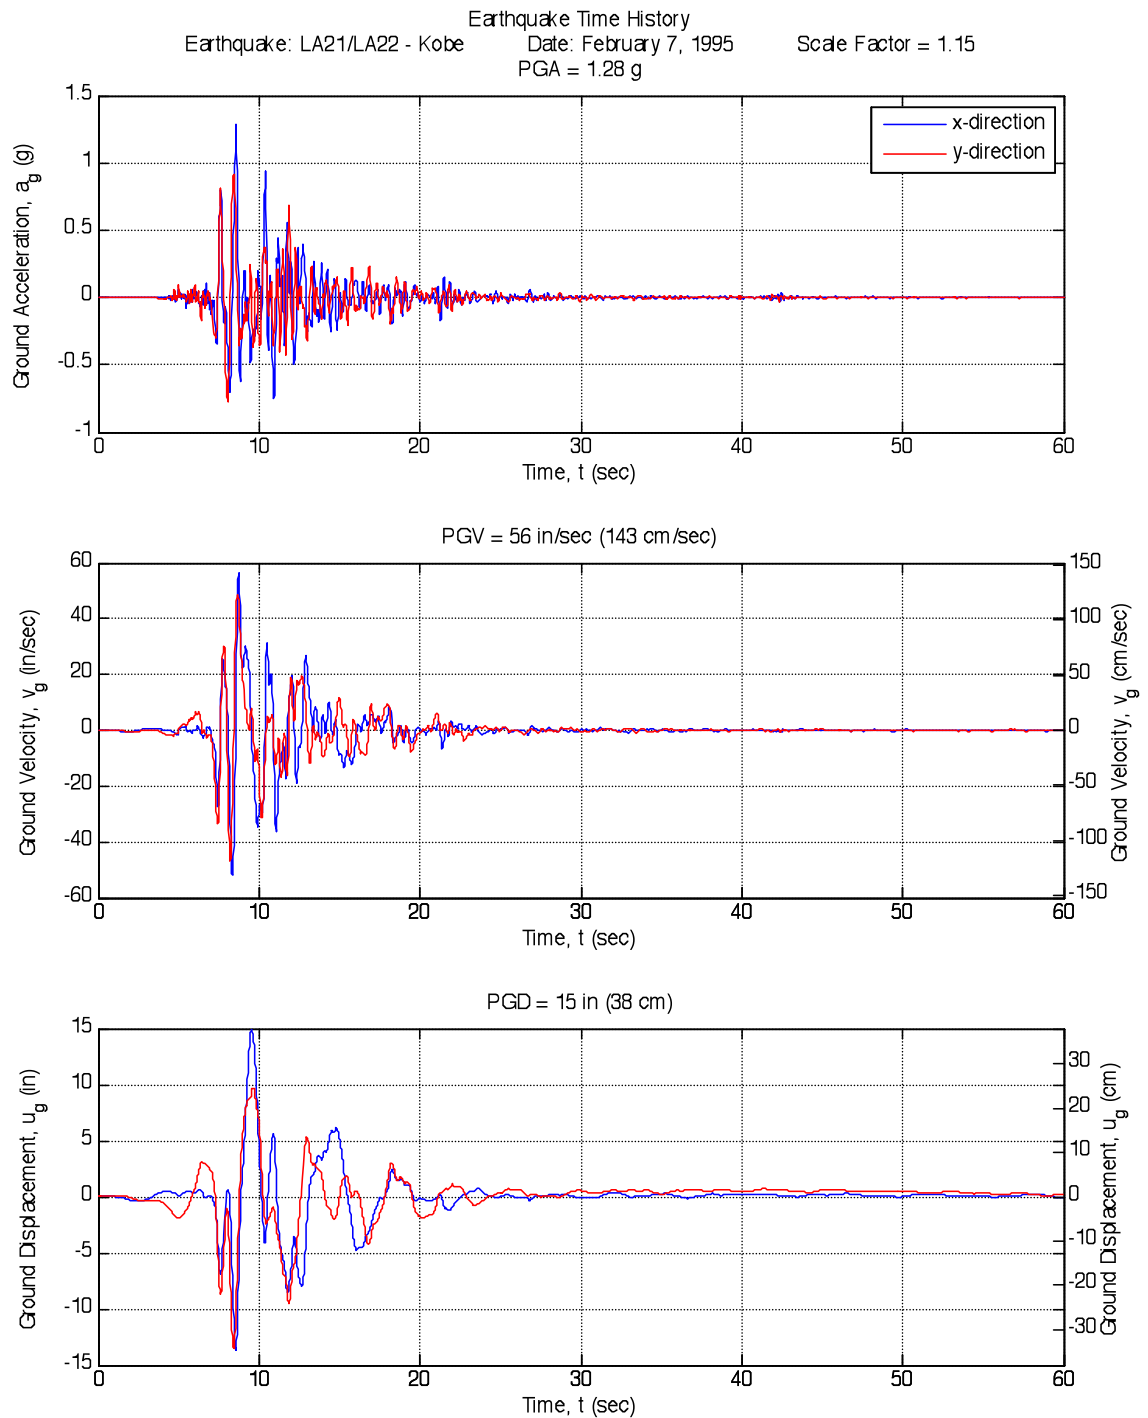 Earthquake Time History
Earthquake: LA21/LA22 - Kobe Date: February 7, 1995 Scale Factor = 1.15
PGA = 1.28 g
1.5
1
0.5
0
-0.5
-1
Ground Acceleration, a_g (g)
x-direction
y-direction
0 10 20 30 40 50 60
Time, t (sec)
PGV = 56 in/sec (143 cm/sec)
60
40
20
0
-20
-40
-60
Ground Velocity, v_g (in/sec)
150
100
50
0
-50
-100
-150
Ground Velocity, v_g (cm/sec)
0 10 20 30 40 50 60
Time, t (sec)
PGD = 15 in (38 cm)
15
10
5
0
-5
-10
-15
Ground Displacement, u_g (in)
30
20
10
0
-10
-20
-30
Ground Displacement, u_g (cm)
0 10 20 30 40 50 60
Time, t (sec)